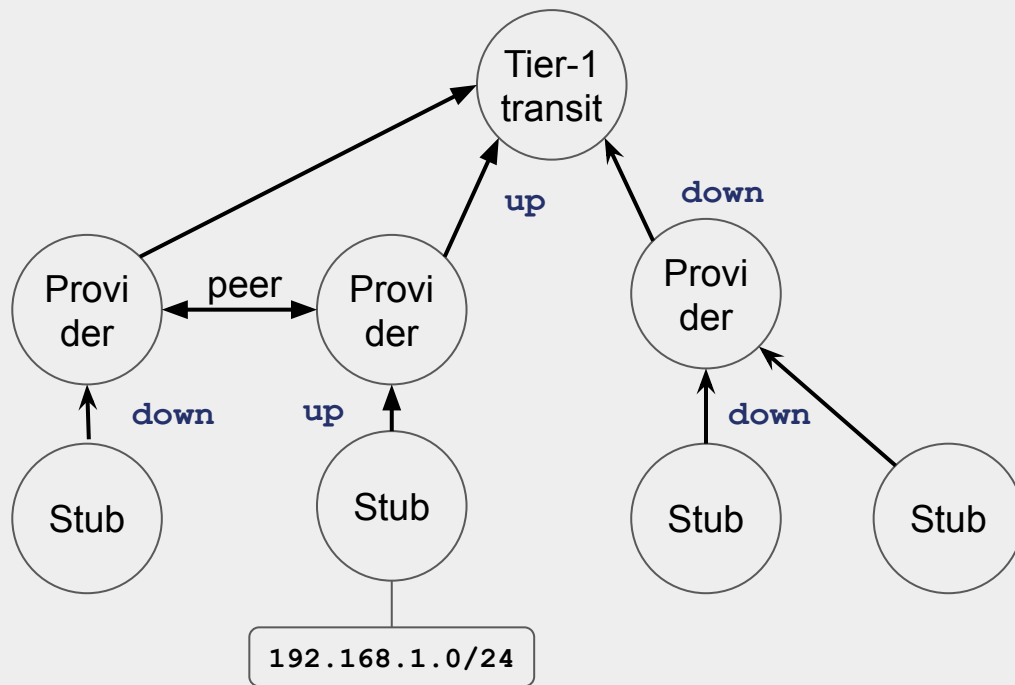 Tier-1
transit
up
down
Provi
der
peer
Provi
der
Provi
der
down
up
down
Stub
Stub
Stub
Stub
192.168.1.0/24